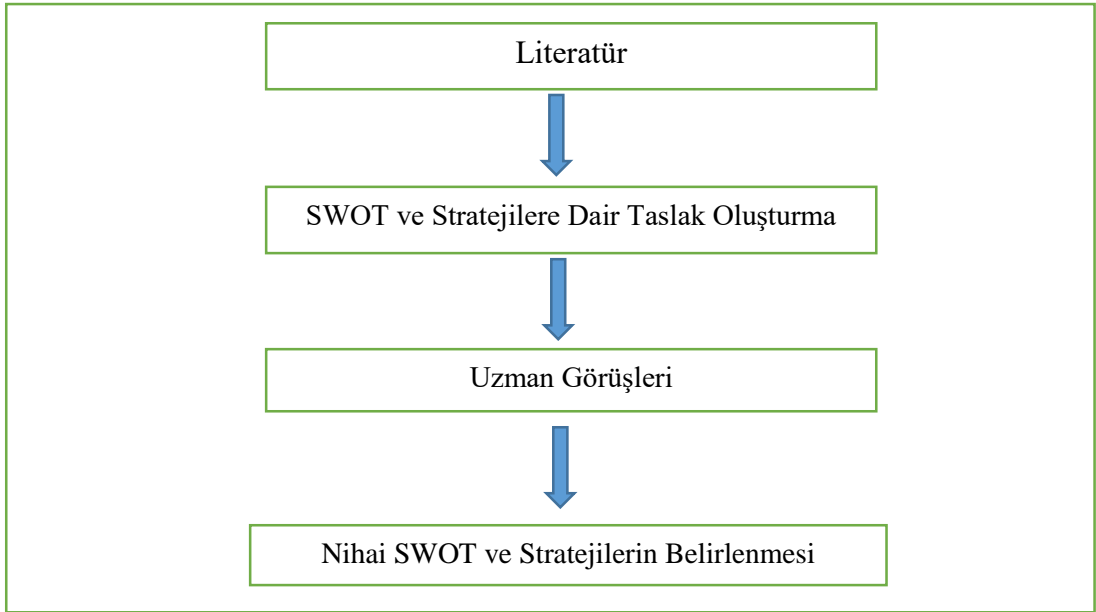 Literatür
SWOT ve Stratejilere Dair Taslak Oluşturma
Uzman Görüşleri
Nihai SWOT ve Stratejilerin Belirlenmesi